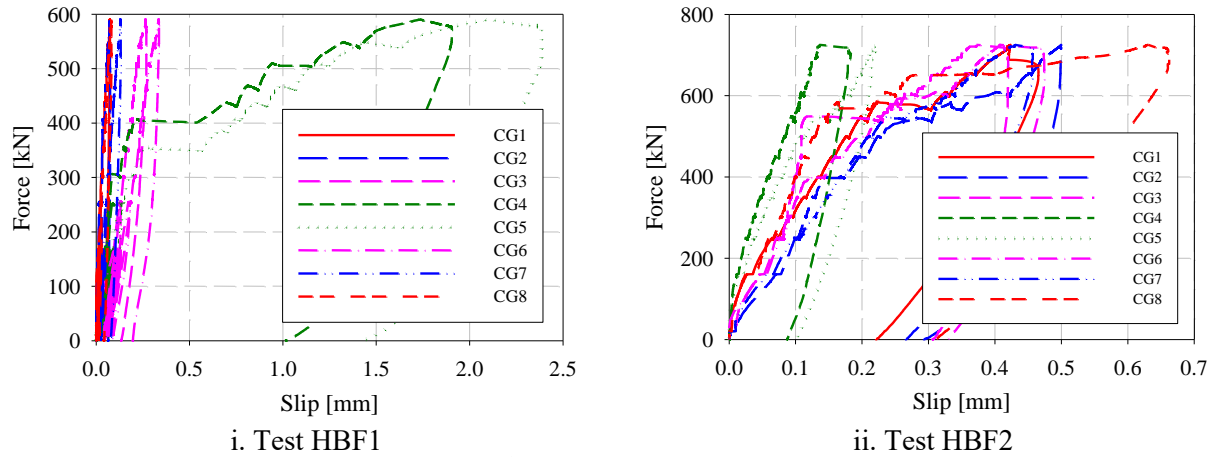 600
500
400
300
200
100
0
Force [kN]
0.0 0.5 1.0 1.5 2.0 2.5
Slip [mm]
CG1
CG2
CG3
CG4
CG5
CG6
CG7
CG8
i. Test HBF1
800
600
400
200
0
Force [kN]
0.0 0.1 0.2 0.3 0.4 0.5 0.6 0.7
Slip [mm]
CG1
CG2
CG3
CG4
CG5
CG6
CG7
CG8
ii. Test HBF2